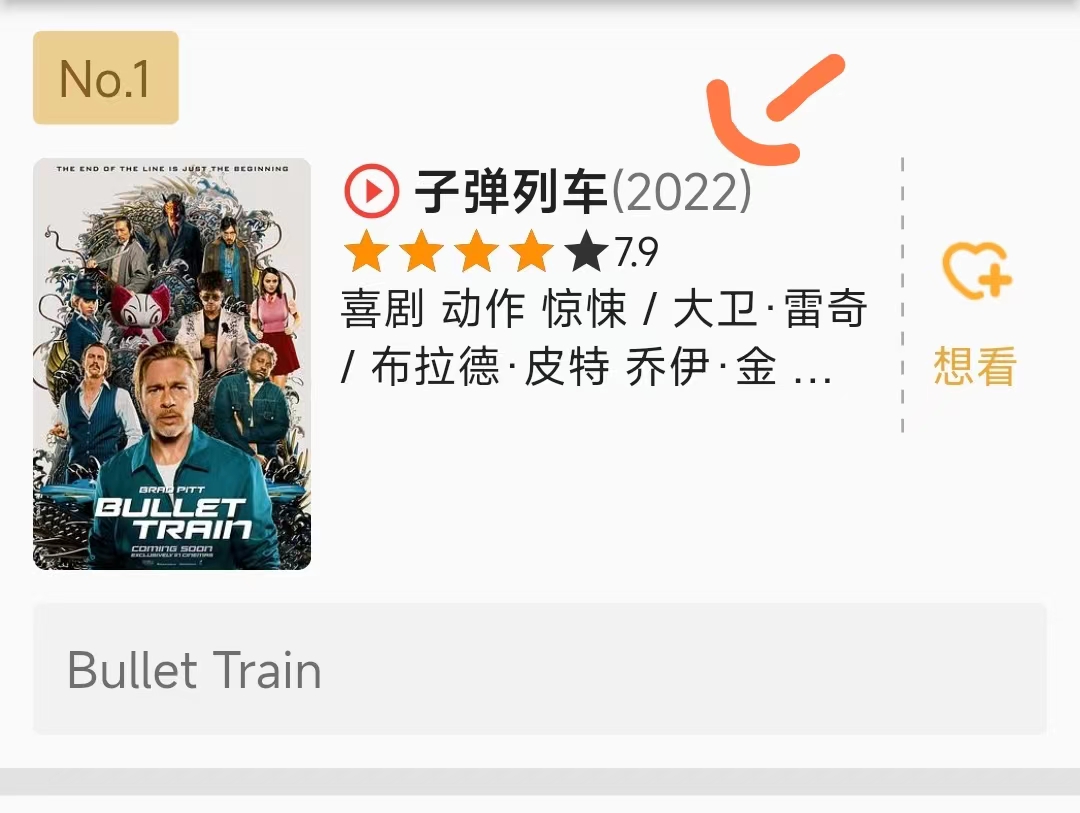 No.1
THE END OF THE LINE IS JUST THE BEGINNING
子弹列车(2022)
7.9
喜剧 动作 惊悚 / 大卫·雷奇
/ 布拉德·皮特 乔伊·金 ...
想看
BRAD PITT
BULLET
TRAIN
COMING SOON
EXCLUSIVELY IN CINEMAS
Bullet Train